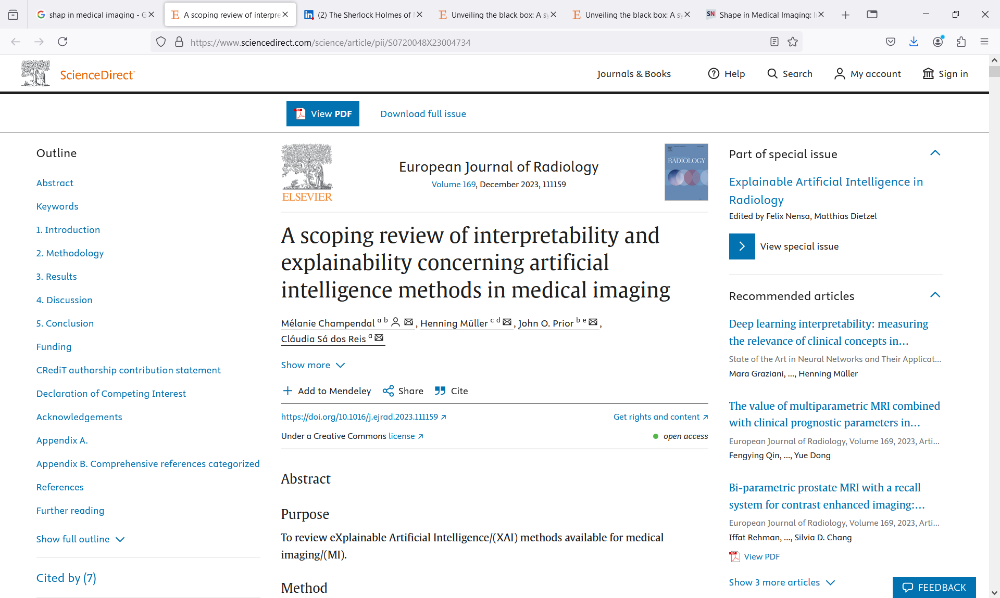 shap in medical imaging - G
A scoping review of interpre
(2) The Sherlock Holmes of
Unveiling the black box: A sy
Unveiling the black box: A sy
SN
Shape in Medical Imaging: I
https://www.sciencedirect.com/science/article/pii/S0720048X23004734
ScienceDirect
Journals & Books
Help
Search
My account
Sign in
View PDF
Download full issue
Outline
Abstract
Keywords
1. Introduction
2. Methodology
3. Results
4. Discussion
5. Conclusion
Funding
CRediT authorship contribution statement
Declaration of Competing Interest
Acknowledgements
Appendix A.
Appendix B. Comprehensive references categorized
References
Further reading
Show full outline
Cited by (7)
ELSEVIER
European Journal of Radiology
Volume 169, December 2023, 111159
RADIOLOGY
A scoping review of interpretability and
explainability concerning artificial
intelligence methods in medical imaging
Mélanie Champendal a b, Henning Müller c d, John O. Prior b e,
Cláudia Sá dos Reis a
Show more
Add to Mendeley
Share
Cite
https://doi.org/10.1016/j.ejrad.2023.111159
Get rights and content
Under a Creative Commons license
open access
Abstract
Purpose
To review eXplainable Artificial Intelligence/(XAI) methods available for medical
imaging/(MI).
Method
Part of special issue
Explainable Artificial Intelligence in
Radiology
Edited by Felix Nensa, Matthias Dietzel
View special issue
Recommended articles
Deep learning interpretability: measuring
the relevance of clinical concepts in...
State of the Art in Neural Networks and Their Applicat...
Mara Graziani, ..., Henning Müller
The value of multiparametric MRI combined
with clinical prognostic parameters in...
European Journal of Radiology, Volume 169, 2023, Arti...
Fengying Qin, ..., Yue Dong
Bi-parametric prostate MRI with a recall
system for contrast enhanced imaging:...
European Journal of Radiology, Volume 169, 2023, Arti...
Iffat Rehman, ..., Silvia D. Chang
View PDF
Show 3 more articles
FEEDBACK